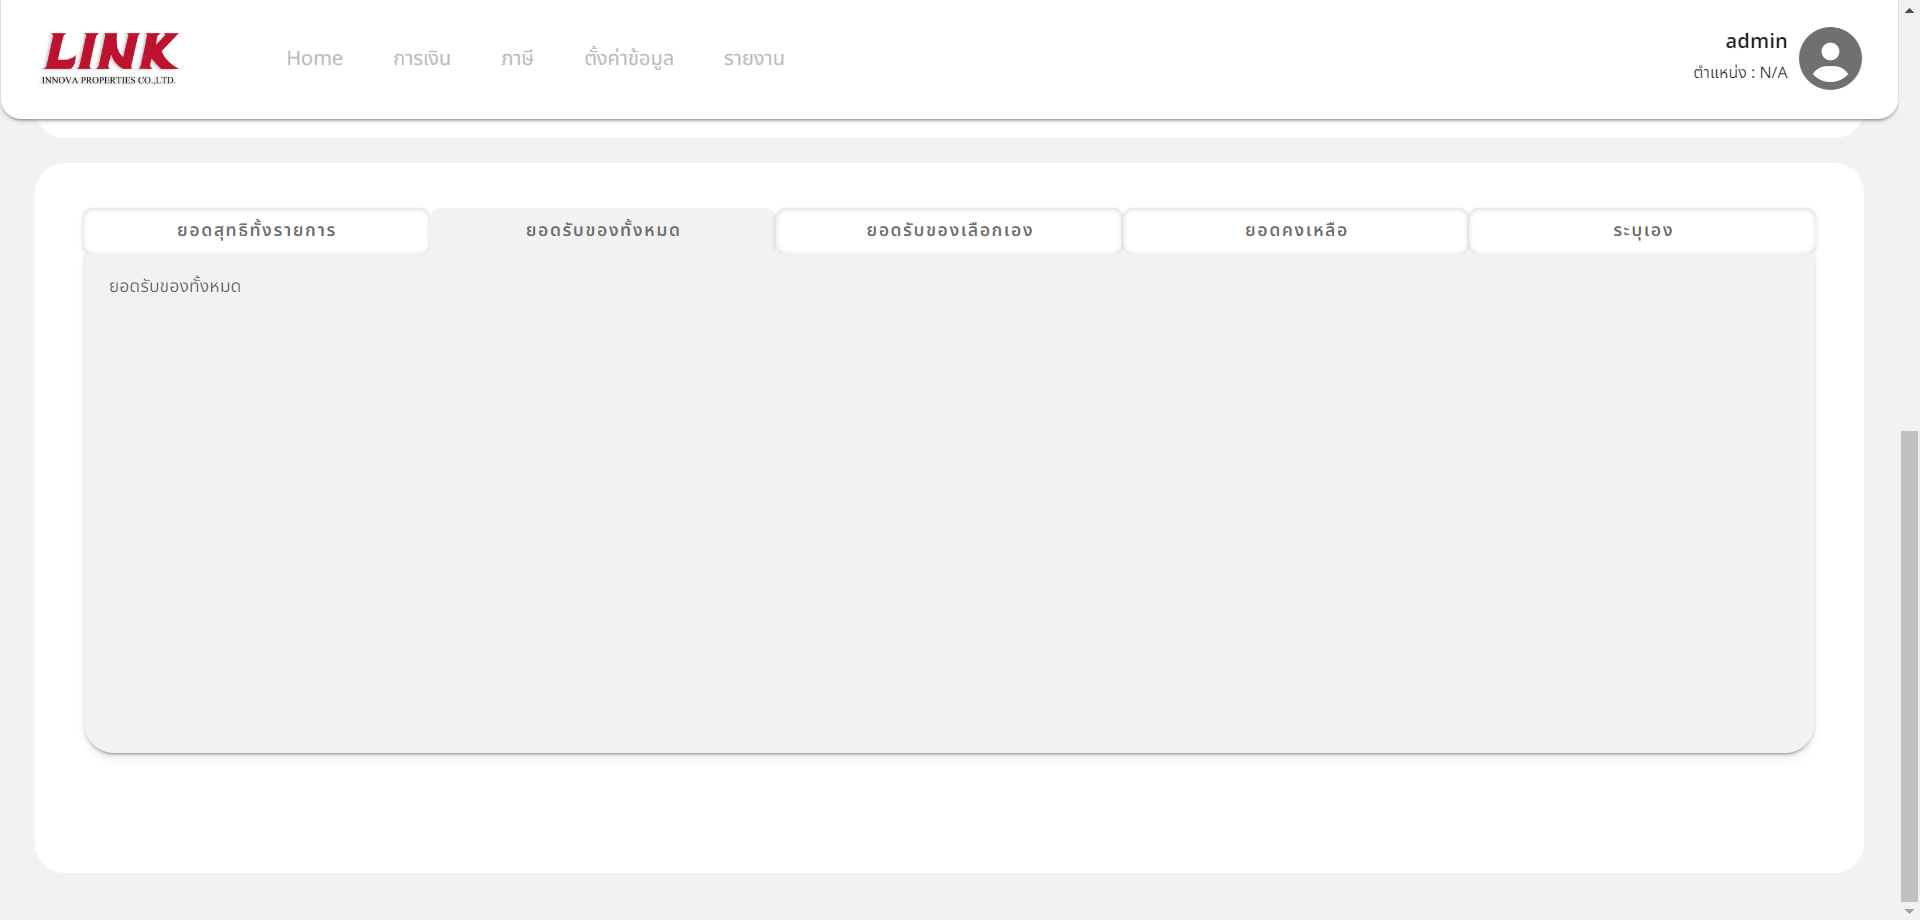 LINK
INNOVA PROPERTIES CO.,LTD.
Home การเงิน ภาษี ตั้งค่าข้อมูล รายงาน
admin
ตำแหน่ง : N/A
ยอดสุทธิทั้งรายการ ยอดรับของทั้งหมด ยอดรับของเลือกเอง ยอดคงเหลือ ระบุเอง
ยอดรับของทั้งหมด